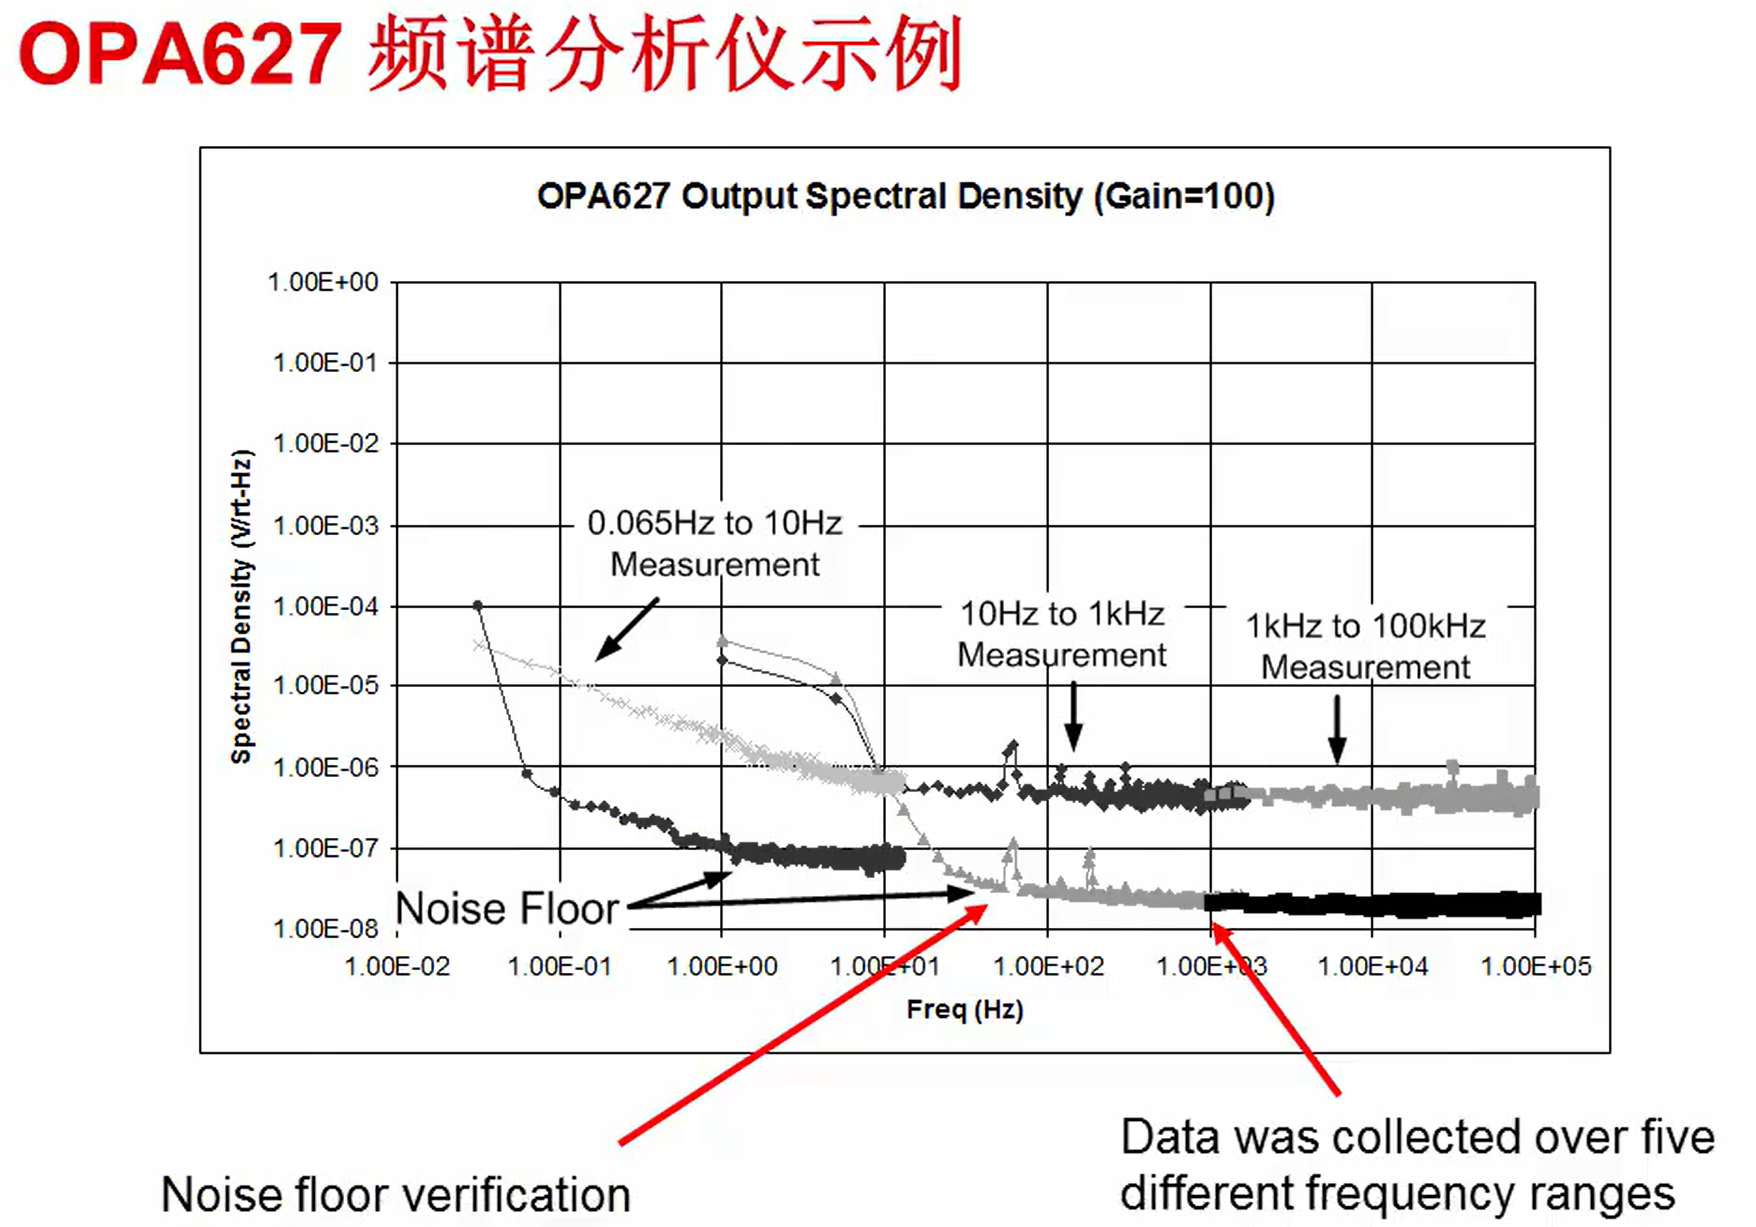 OPA627 频谱分析仪示例
OPA627 Output Spectral Density (Gain=100)
1.00E+00
1.00E-01
1.00E-02
1.00E-03
1.00E-04
1.00E-05
1.00E-06
1.00E-07
1.00E-08
Spectral Density (V/rt-Hz)
0.065Hz to 10Hz
Measurement
10Hz to 1kHz
Measurement
1kHz to 100kHz
Measurement
Noise Floor
1.00E-02 1.00E-01 1.00E+00 1.00E+01 1.00E+02 1.00E+03 1.00E+04 1.00E+05
Freq (Hz)
Noise floor verification
Data was collected over five
different frequency ranges